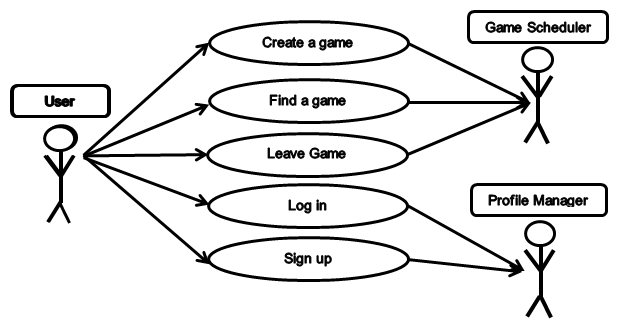 Game Scheduler
Create a game
User
Find a game
Leave Game
Log in
Profile Manager
Sign up